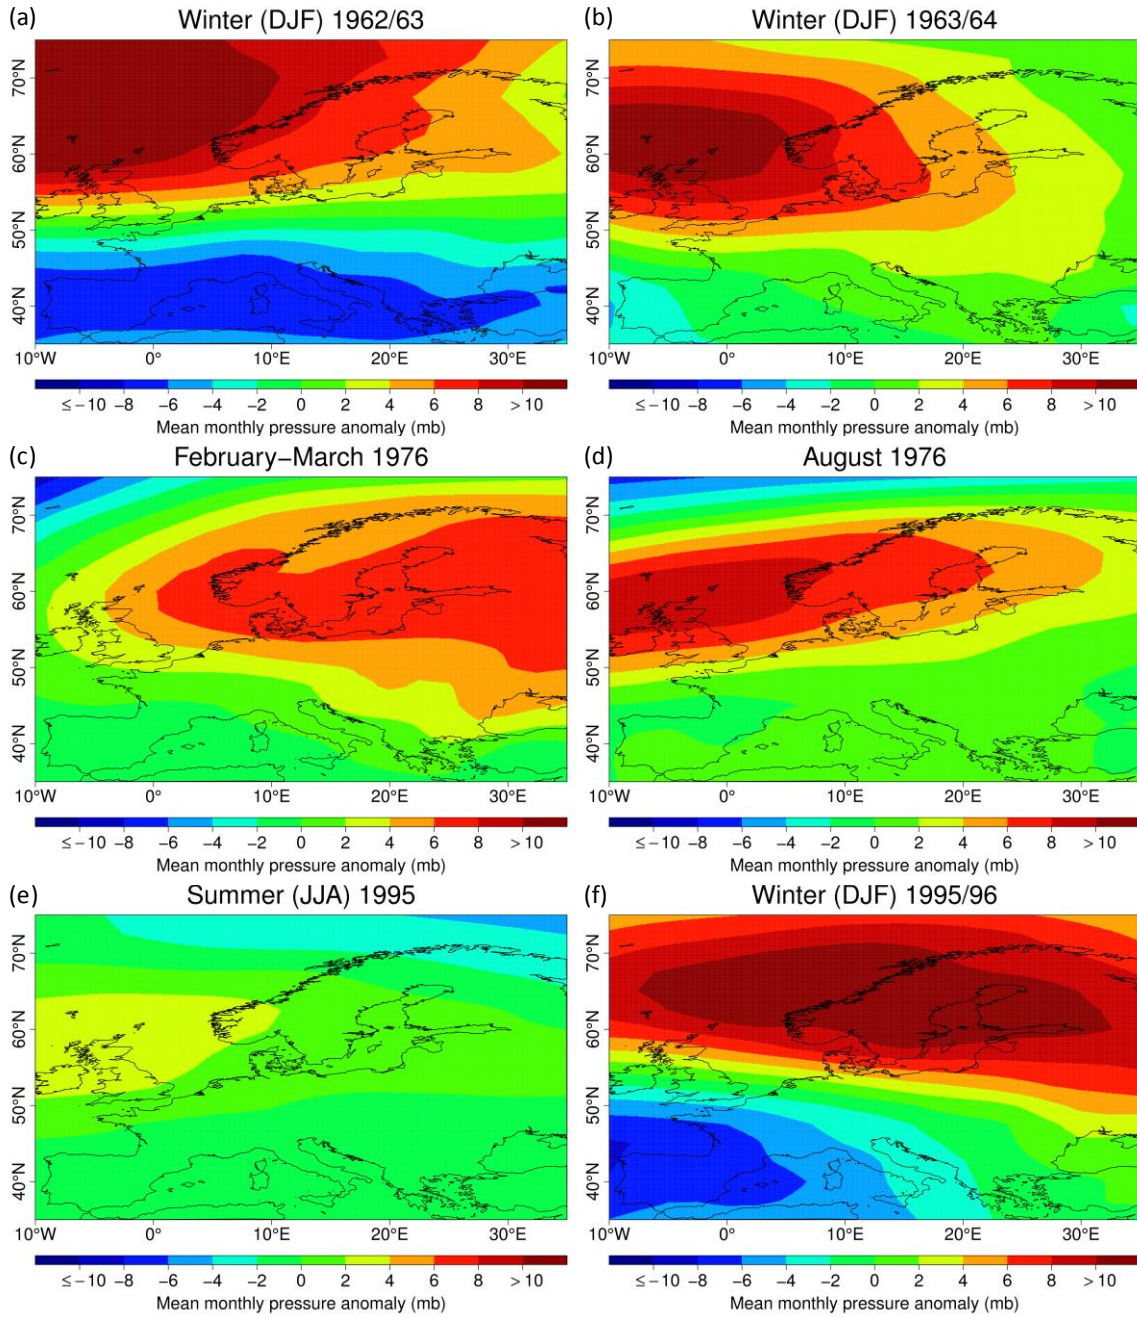 (a) Winter (DJF) 1962/63
70°N
60°N
50°N
40°N
10°W 0° 10°E 20°E 30°E
≤−10 −8 −6 −4 −2 0 2 4 6 8 >10
Mean monthly pressure anomaly (mb)
(b) Winter (DJF) 1963/64
70°N
60°N
50°N
40°N
10°W 0° 10°E 20°E 30°E
≤−10 −8 −6 −4 −2 0 2 4 6 8 >10
Mean monthly pressure anomaly (mb)
(c) February−March 1976
70°N
60°N
50°N
40°N
10°W 0° 10°E 20°E 30°E
≤−10 −8 −6 −4 −2 0 2 4 6 8 >10
Mean monthly pressure anomaly (mb)
(d) August 1976
70°N
60°N
50°N
40°N
10°W 0° 10°E 20°E 30°E
≤−10 −8 −6 −4 −2 0 2 4 6 8 >10
Mean monthly pressure anomaly (mb)
(e) Summer (JJA) 1995
70°N
60°N
50°N
40°N
10°W 0° 10°E 20°E 30°E
≤−10 −8 −6 −4 −2 0 2 4 6 8 >10
Mean monthly pressure anomaly (mb)
(f) Winter (DJF) 1995/96
70°N
60°N
50°N
40°N
10°W 0° 10°E 20°E 30°E
≤−10 −8 −6 −4 −2 0 2 4 6 8 >10
Mean monthly pressure anomaly (mb)